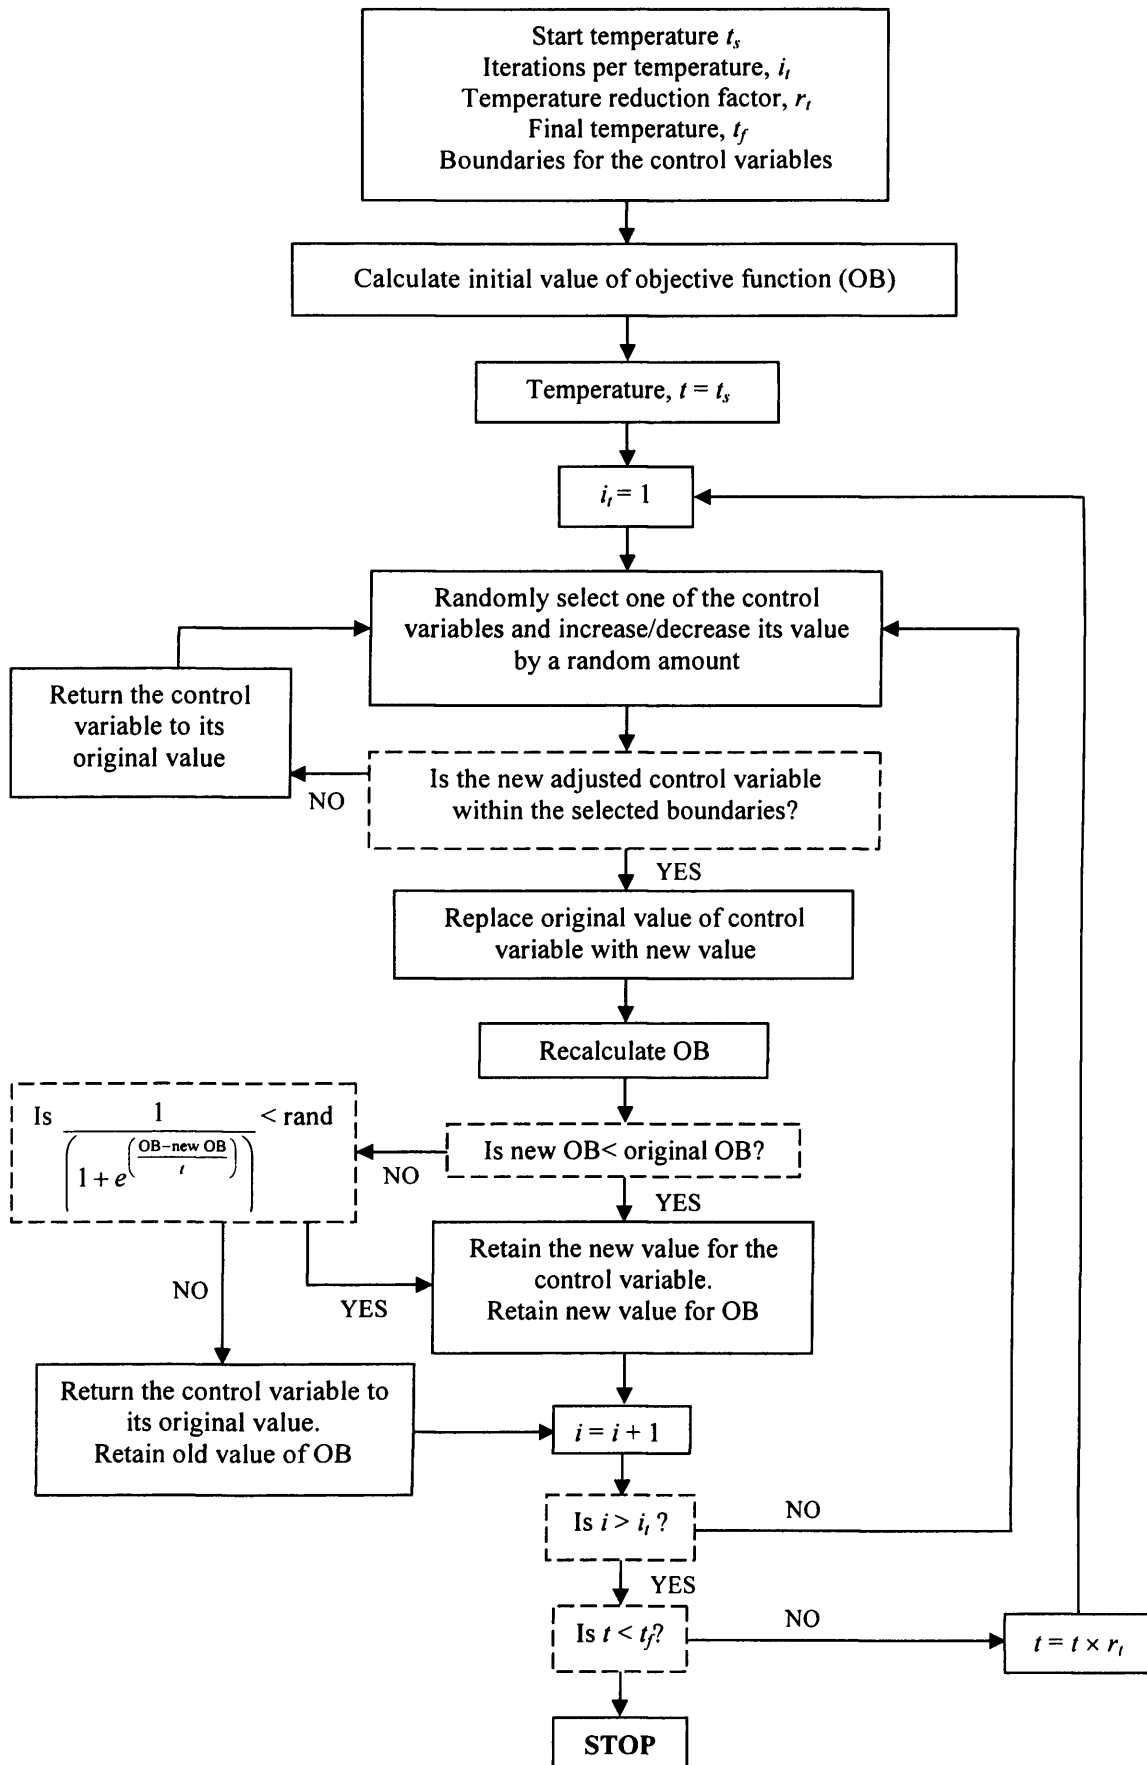 Start temperature t_s
Iterations per temperature, i_t
Temperature reduction factor, r_t
Final temperature, t_f
Boundaries for the control variables
Calculate initial value of objective function (OB)
Temperature, t = t_s
i_t = 1
Randomly select one of the control
variables and increase/decrease its value
by a random amount
Return the control
variable to its
original value
NO
Is the new adjusted control variable
within the selected boundaries?
YES
Replace original value of control
variable with new value
Recalculate OB
Is 1 / (1 + e^((OB−new OB)/t)) < rand
NO
Is new OB< original OB?
YES
Retain the new value for the
control variable.
Retain new value for OB
NO
YES
Return the control variable to
its original value.
Retain old value of OB
i = i + 1
Is i > i_t ?
NO
YES
Is t < t_f?
NO
t = t × r_t
STOP